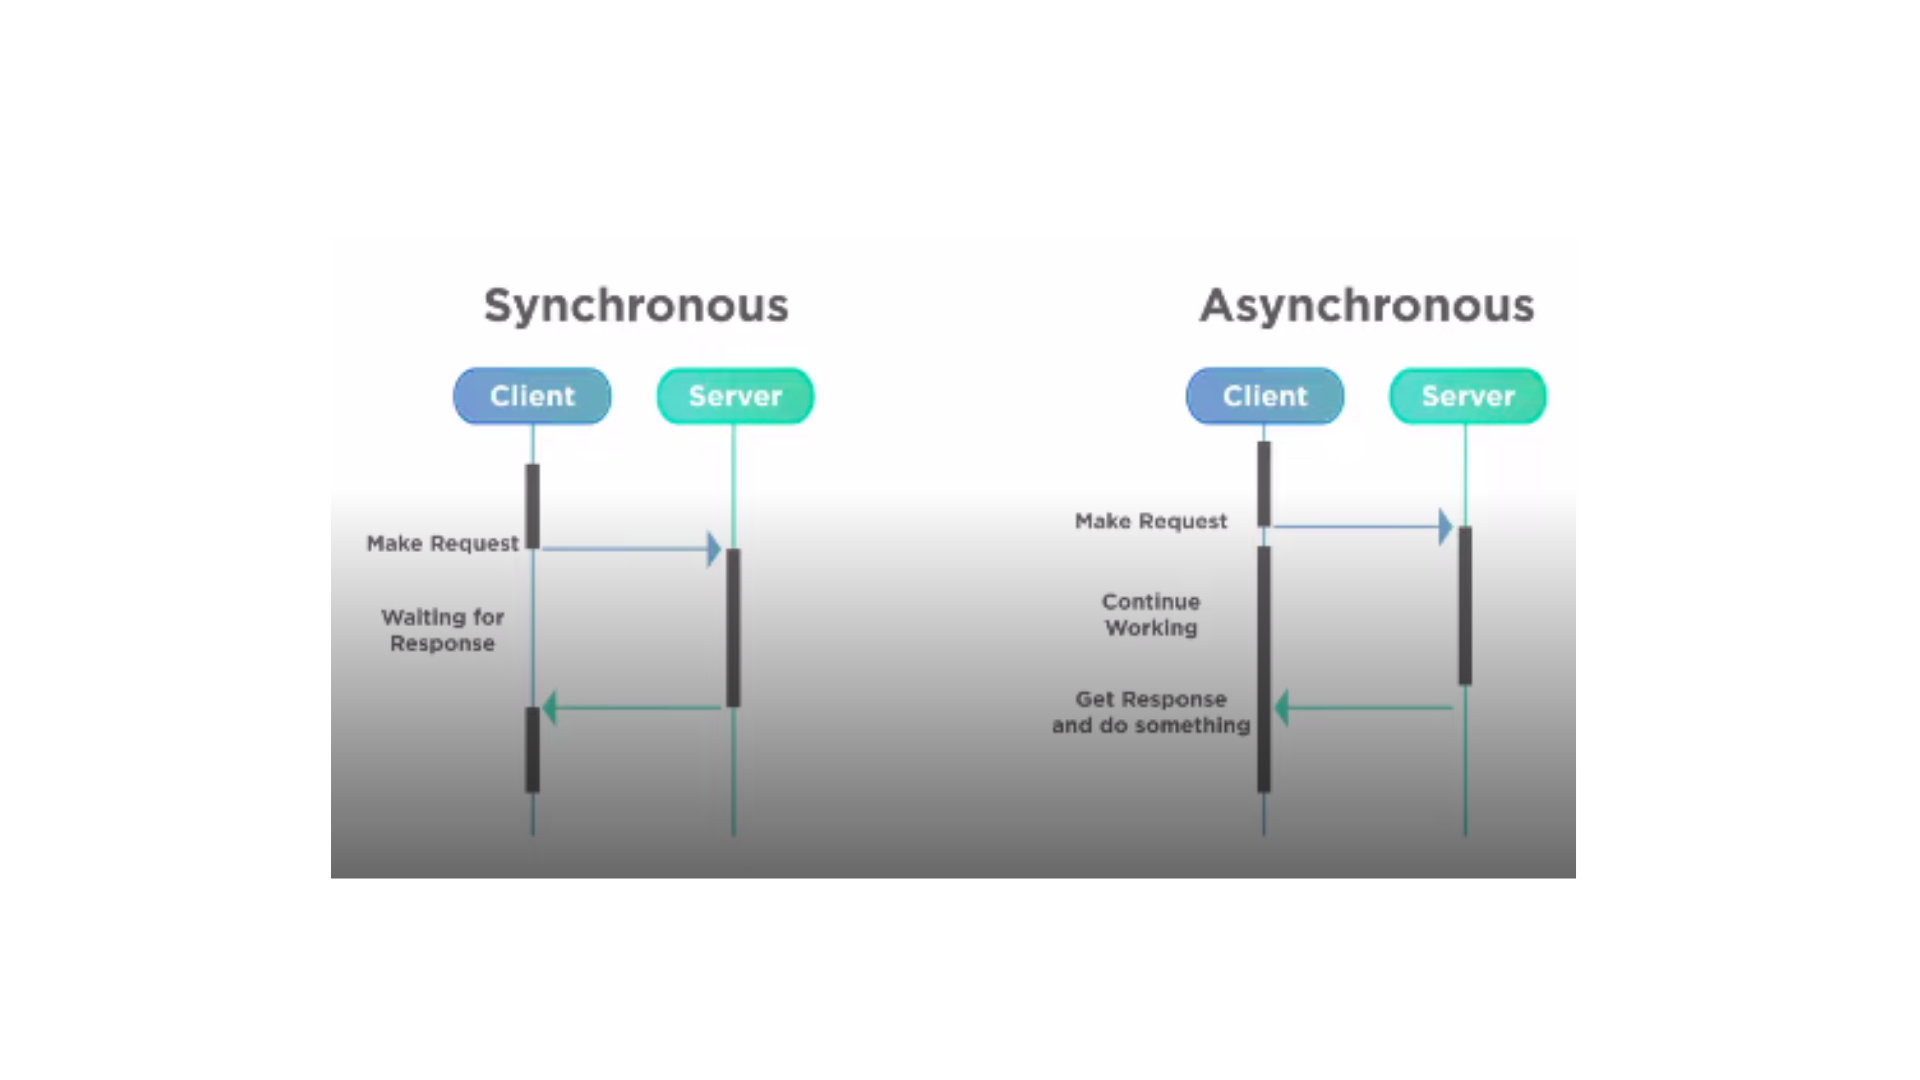 Synchronous
Client
Server
Make Request
Waiting for
Response
Asynchronous
Client
Server
Make Request
Continue
Working
Get Response
and do something